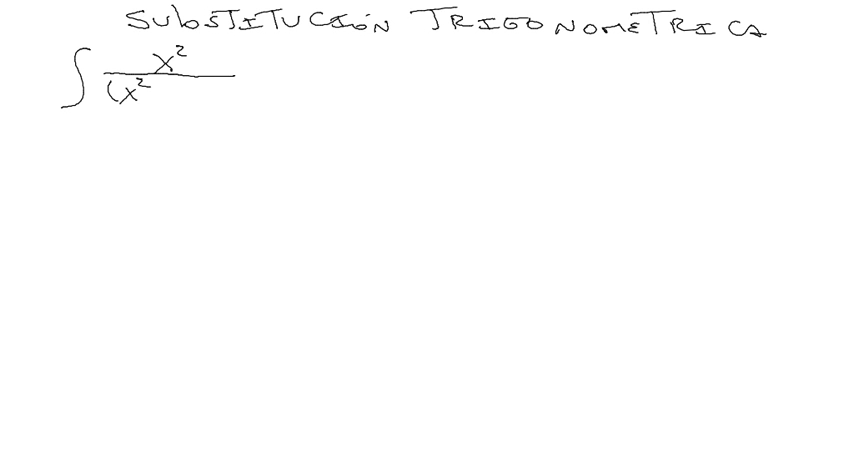 SUbSTITUCIÓN TRIGONOMETRICA
∫ x²
(x²